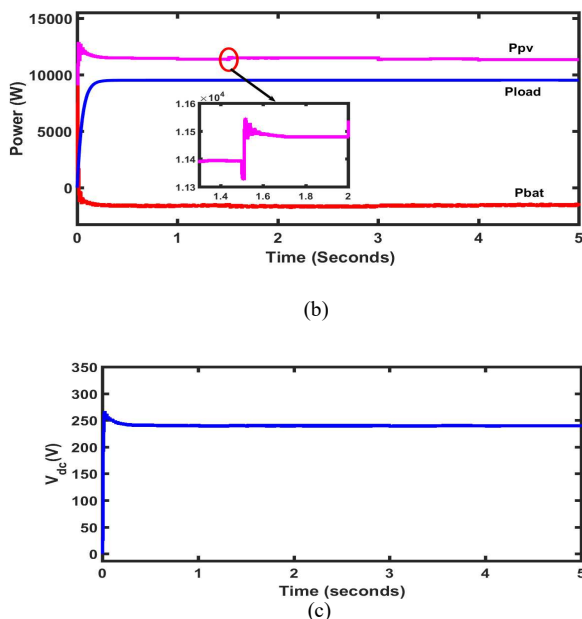 15000
Ppv
10000
Pload
Power (W)
×10⁴
1.16
1.15
1.14
1.13
1.4 1.6 1.8 2
5000
0
Pbat
0 1 2 3 4 5
Time (Seconds)
(b)
350
300
250
200
150
100
50
0
V_dc(V)
0 1 2 3 4 5
Time (seconds)
(c)